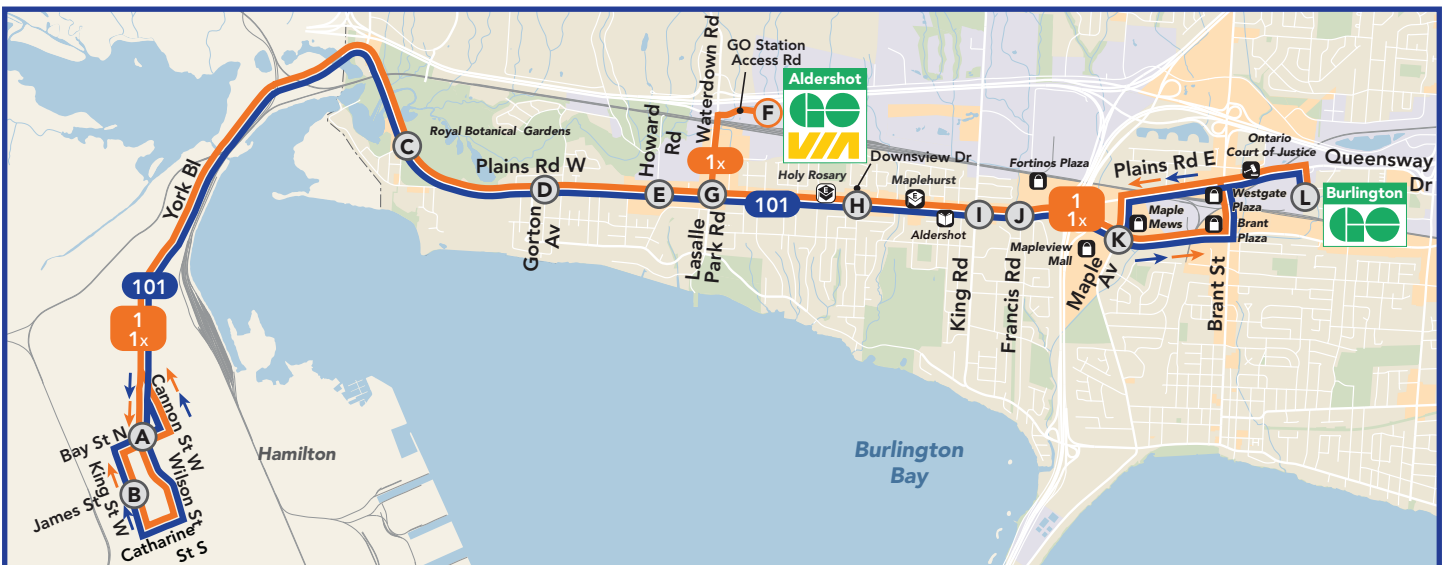 GO Station
Access Rd
Aldershot
GO
VIA
Waterdown Rd
Howard
Rd
F
1x
C
Royal Botanical Gardens
Plains Rd W
D
E
G
101
Holy Rosary
Downsview Dr
H
Maplehurst
E
Aldershot
I
J
Fortinos Plaza
1
1x
Mapleview
Mall
Maple
Av
K
Plains Rd E
Ontario
Court of Justice
Queensway
Dr
Westgate
Plaza
L
Burlington
GO
Maple
Mews
Brant
Plaza
Brant St
Gorton
Av
Lasalle
Park Rd
King Rd
Francis Rd
York Bl
101
1
1x
Cannon St W
Bay St N
A
King St W
Wilson St
B
James St
Catharine
St S
Hamilton
Burlington
Bay